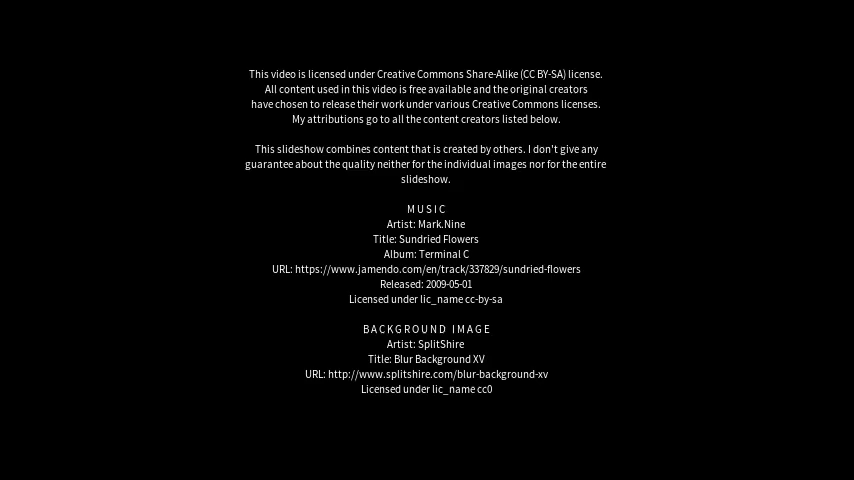 This video is licensed under Creative Commons Share-Alike (CC BY-SA) license.
All content used in this video is free available and the original creators
have chosen to release their work under various Creative Commons licenses.
My attributions go to all the content creators listed below.
This slideshow combines content that is created by others. I don't give any
guarantee about the quality neither for the individual images nor for the entire
slideshow.
MUSIC
Artist: Mark.Nine
Title: Sundried Flowers
Album: Terminal C
URL: https://www.jamendo.com/en/track/337829/sundried-flowers
Released: 2009-05-01
Licensed under lic_name cc-by-sa
BACKGROUND IMAGE
Artist: SplitShire
Title: Blur Background XV
URL: http://www.splitshire.com/blur-background-xv
Licensed under lic_name cc0